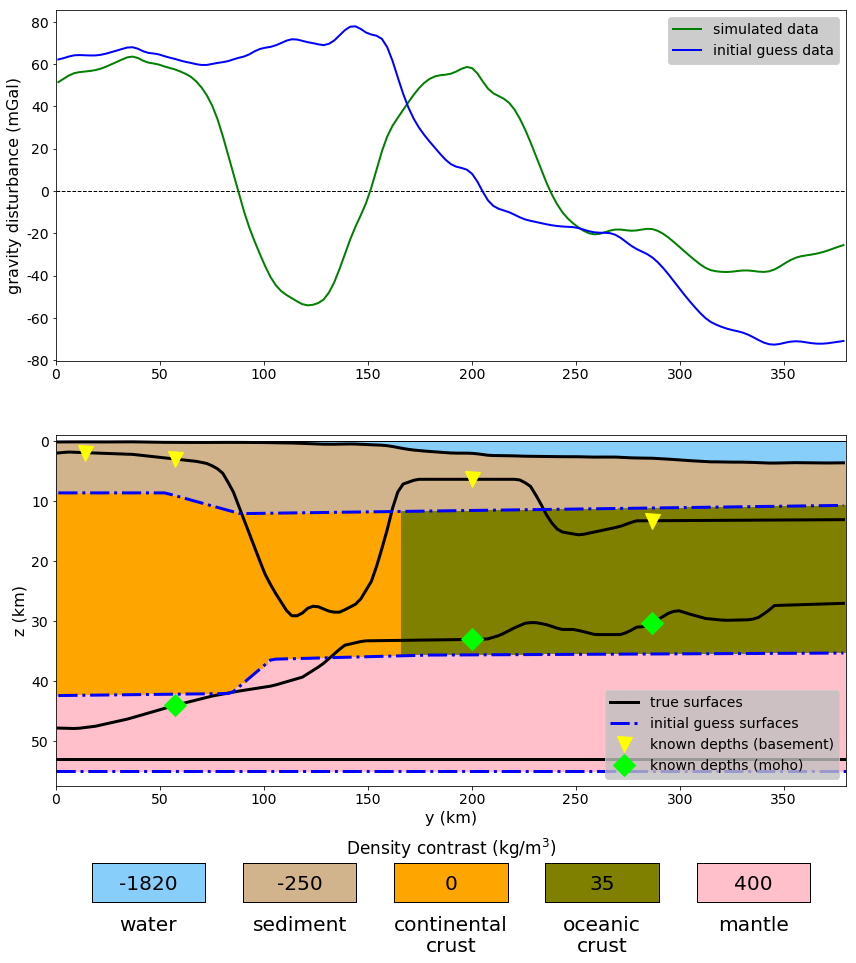 simulated data
initial guess data
gravity disturbance (mGal)
80
60
40
20
0
-20
-40
-60
-80
0 50 100 150 200 250 300 350
z (km)
0
10
20
30
40
50
true surfaces
initial guess surfaces
known depths (basement)
known depths (moho)
0 50 100 150 200 250 300 350
y (km)
Density contrast (kg/m³)
-1820 -250 0 35 400
water sediment continental oceanic mantle
crust crust